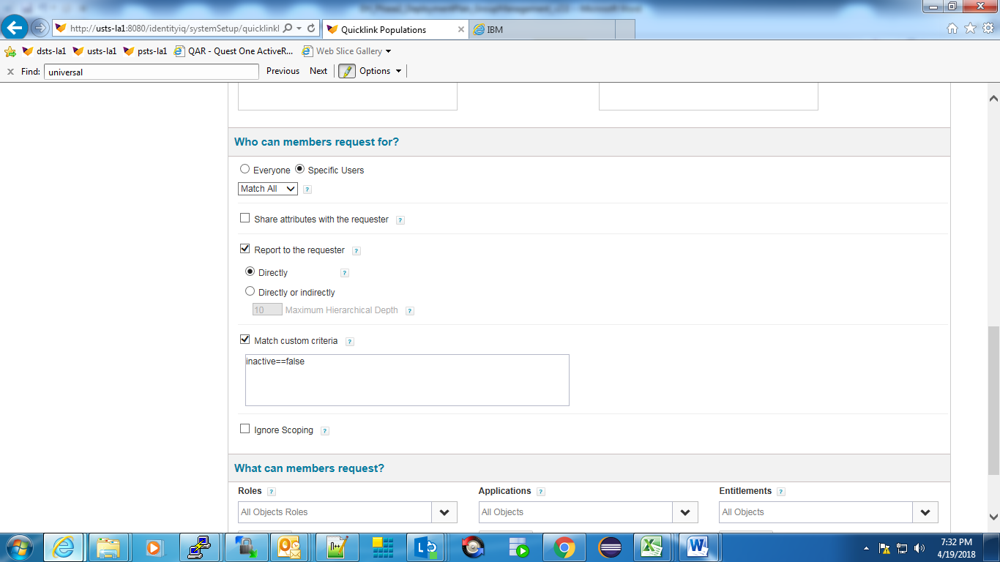 http://usts-la1:8080/identityiq/systemSetup/quicklinkl
Quicklink Populations
IBM
dsts-la1
usts-la1
psts-la1
QAR - Quest One ActiveR...
Web Slice Gallery
Find: universal Previous Next Options
Who can members request for?
Everyone Specific Users
Match All ?
Share attributes with the requester ?
Report to the requester ?
Directly ?
Directly or indirectly
10 Maximum Hierarchical Depth ?
Match custom criteria ?
inactive==false
Ignore Scoping ?
What can members request?
Roles ? Applications ? Entitlements ?
All Objects Roles All Objects All Objects
7:32 PM
4/19/2018